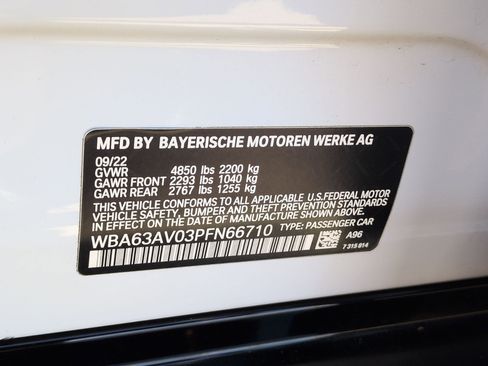 MFD BY BAYERISCHE MOTOREN WERKE AG
09/22
GVWR 4850 lbs 2200 kg
GAWR FRONT 2293 lbs 1040 kg
GAWR REAR 2767 lbs 1255 kg
THIS VEHICLE CONFORMS TO ALL APPLICABLE U.S.FEDERAL MOTOR
VEHICLE SAFETY, BUMPER, AND THEFT PREVENTION STANDARDS
IN EFFECT ON THE DATE OF MANUFACTURE SHOWN ABOVE.
WBA63AV03PFN66710 TYPE: PASSENGER CAR
A96
7 315 814